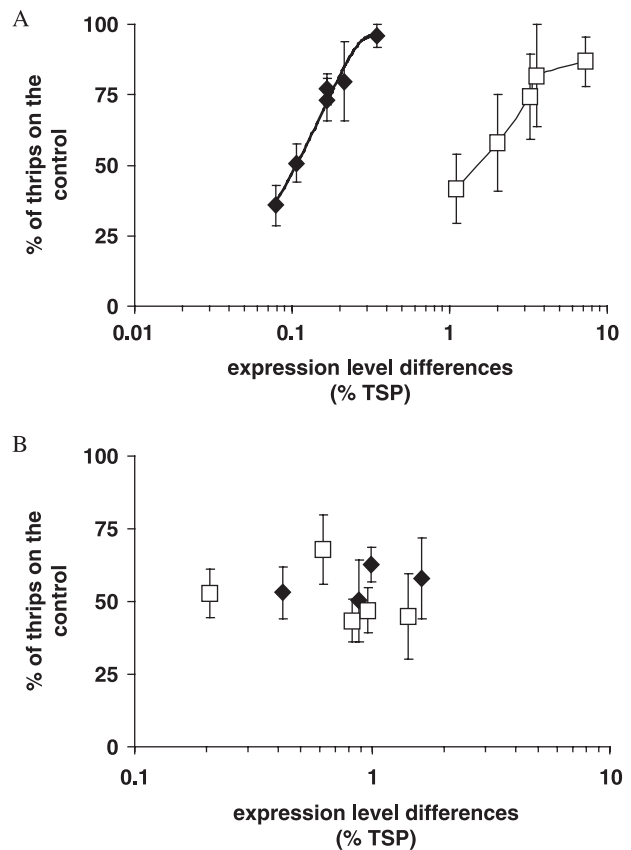 A
100
75
50
25
0
% of thrips on the
control
0.01
0.1
1
10
expression level differences
(% TSP)
B
100
75
50
25
0
% of thrips on the
control
0.1
1
10
expression level differences
(% TSP)